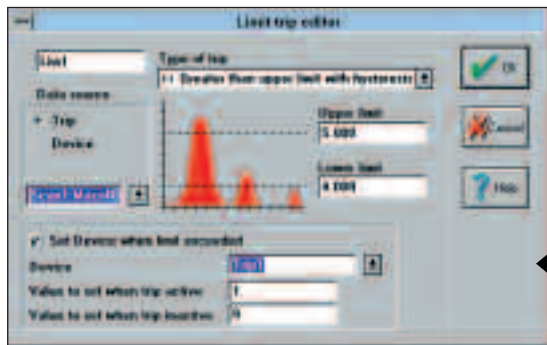 Limit trip editor
Type of trip
Greater than upper limit with hysteresis
Ok
Data source
Trip
Device
Upper limit
5.000
Cancel
Lower limit
4.000
Help
Set Device when limit exceeded
Device
Value to set when trip active 1
Value to set when trip inactive 0